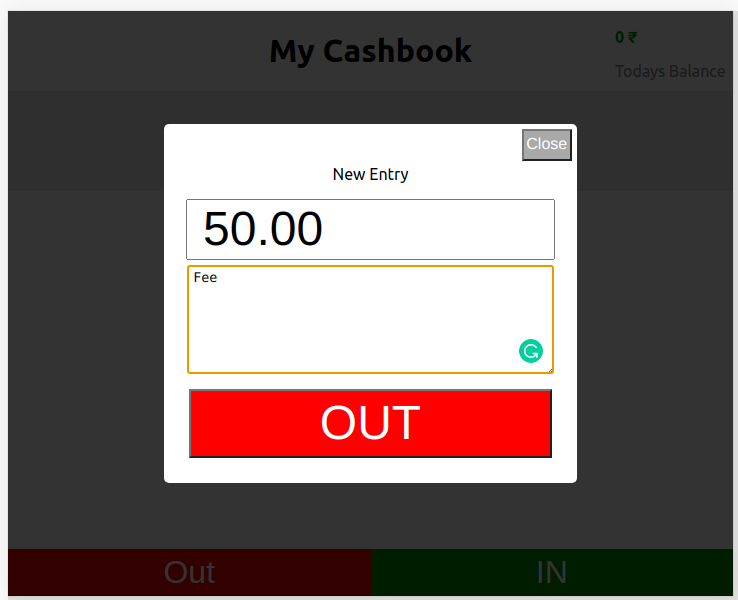 My Cashbook
0 ₹
Todays Balance
Close
New Entry
50.00
Fee
OUT
Out
IN